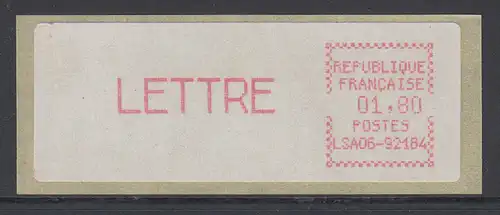 LETTRE
REPUBLIQUE
FRANÇAISE
01,80
POSTES
LSA06-92184